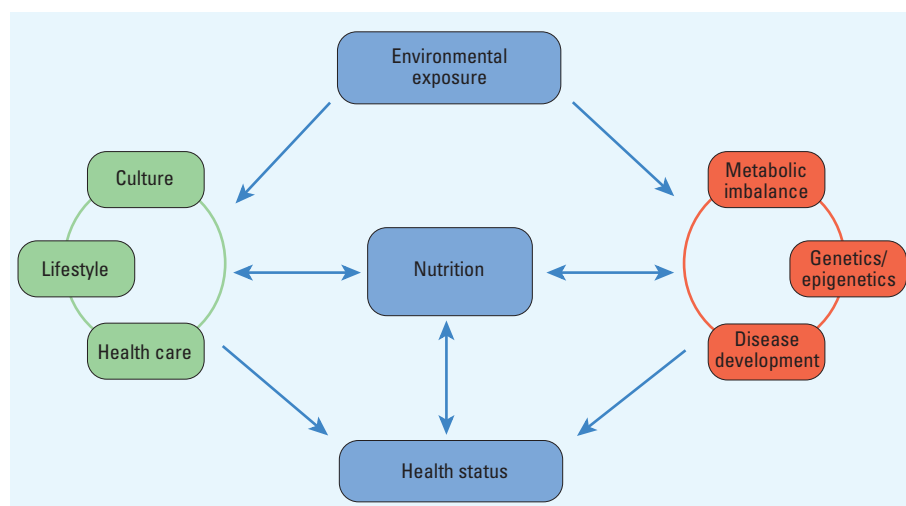 Environmental
exposure
Culture
Metabolic
imbalance
Lifestyle
Nutrition
Genetics/
epigenetics
Health care
Disease
development
Health status